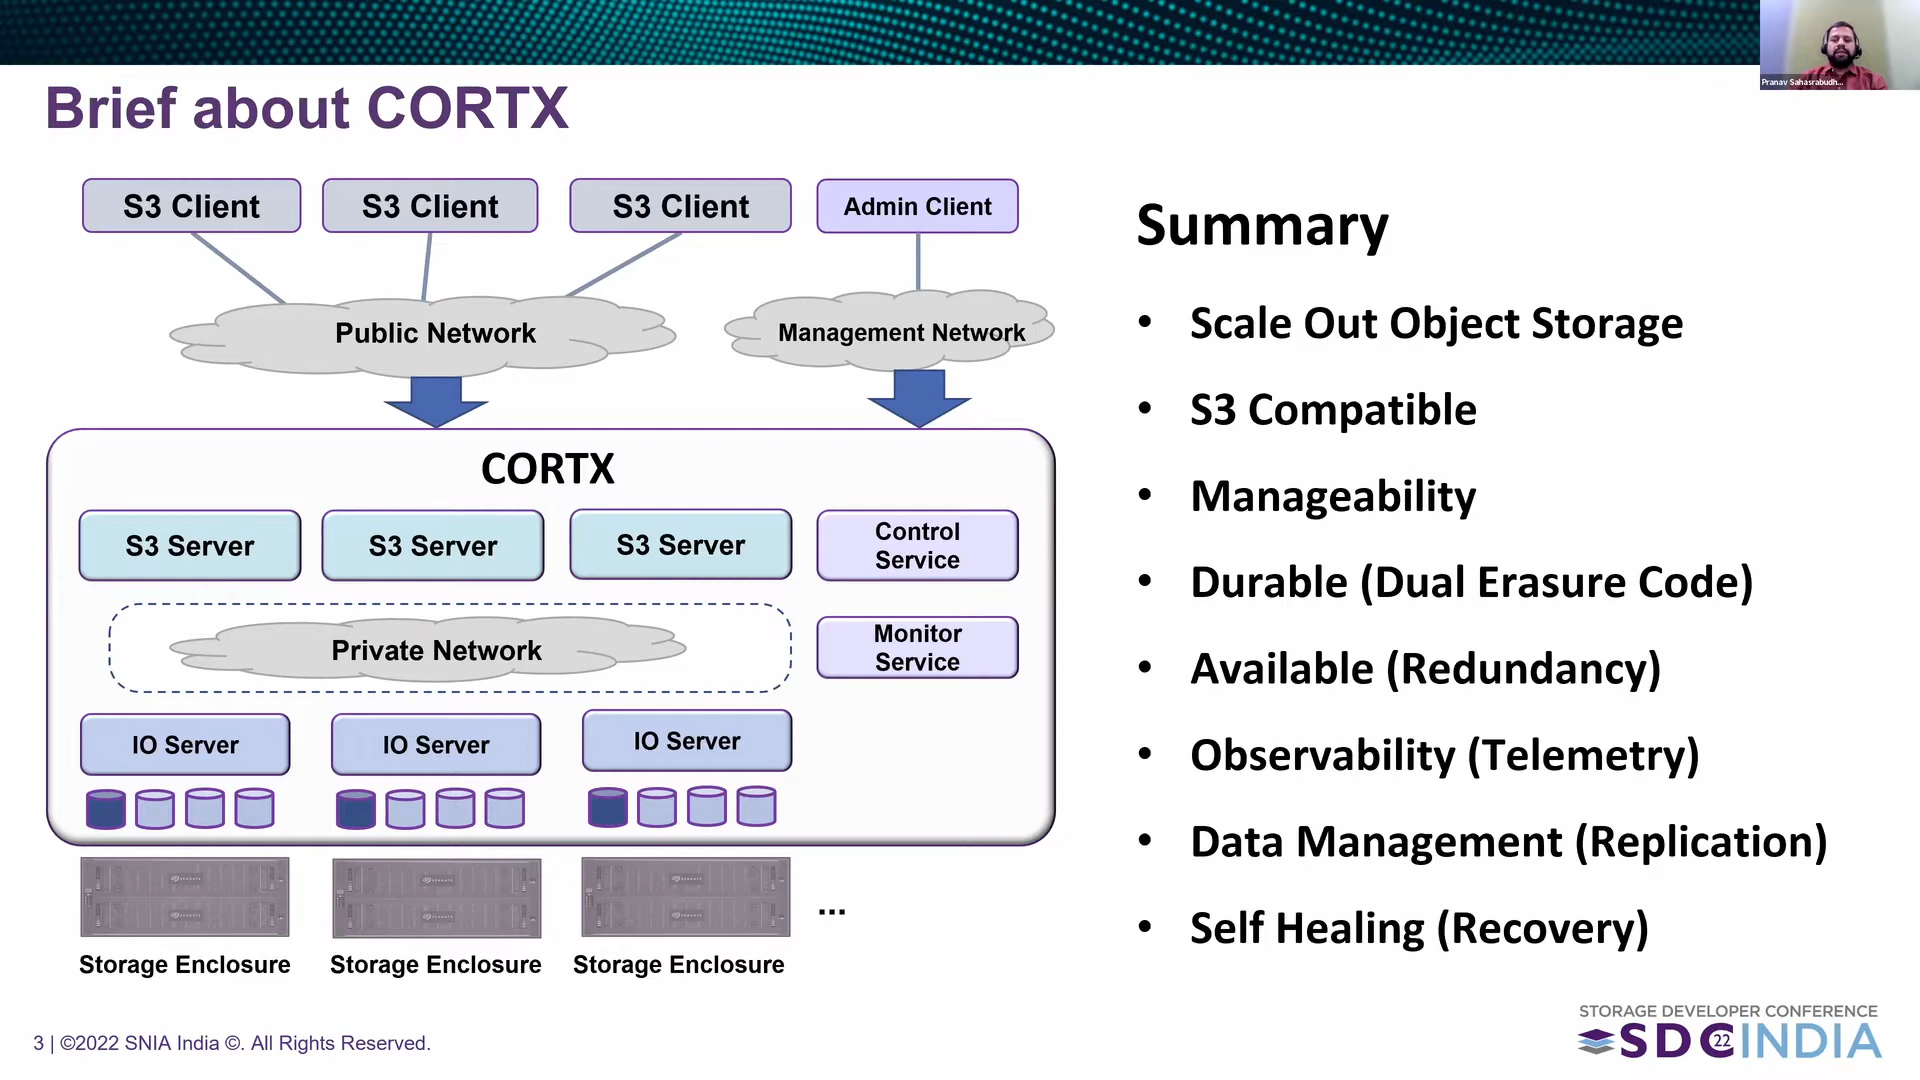 Pranav Sahasrabudh...
Brief about CORTX
S3 Client
S3 Client
S3 Client
Admin Client
Public Network
Management Network
CORTX
S3 Server
S3 Server
S3 Server
Control
Service
Private Network
Monitor
Service
IO Server
IO Server
IO Server
...
Storage Enclosure
Storage Enclosure
Storage Enclosure
Summary
• Scale Out Object Storage
• S3 Compatible
• Manageability
• Durable (Dual Erasure Code)
• Available (Redundancy)
• Observability (Telemetry)
• Data Management (Replication)
• Self Healing (Recovery)
3 | ©2022 SNIA India ©. All Rights Reserved.
STORAGE DEVELOPER CONFERENCE
SDC 22 INDIA